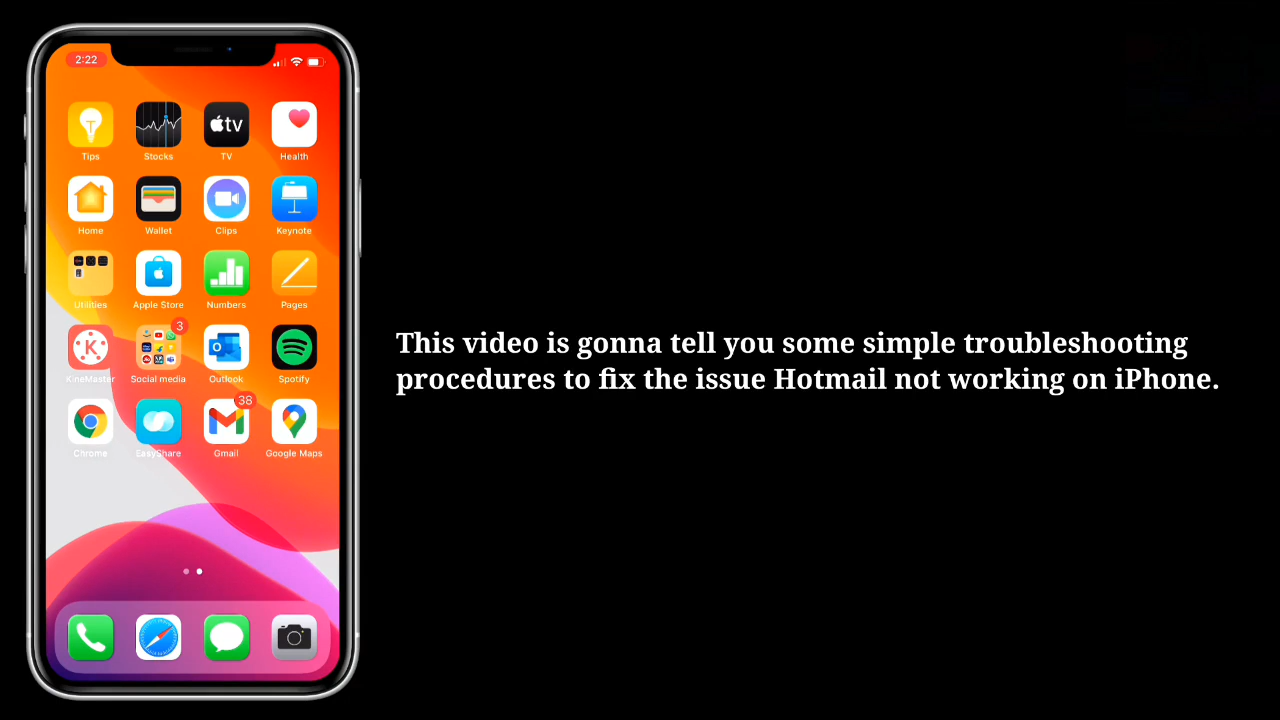 2:22
Tips
Stocks
tv
TV
Health
Home
Wallet
Clips
Keynote
Utilities
Apple Store
Numbers
Pages
3
KineMaster
Social media
Outlook
Spotify
38
Chrome
EasyShare
Gmail
Google Maps
This video is gonna tell you some simple troubleshooting
procedures to fix the issue Hotmail not working on iPhone.